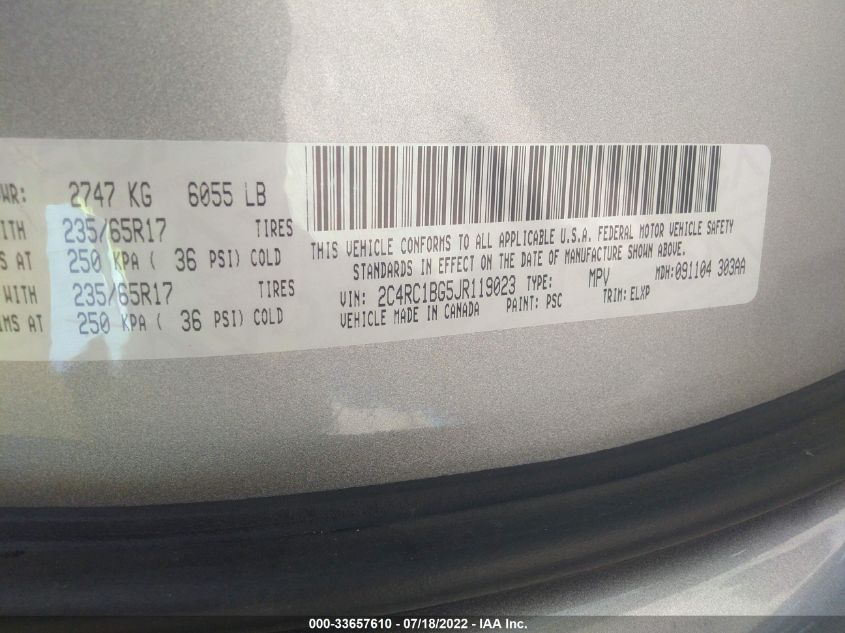 WR: 2747 KG 6055 LB
ITH 235/65R17 TIRES
S AT 250 KPA ( 36 PSI) COLD
WITH 235/65R17 TIRES
MS AT 250 KPA ( 36 PSI) COLD
THIS VEHICLE CONFORMS TO ALL APPLICABLE U.S.A. FEDERAL MOTOR VEHICLE SAFETY
STANDARDS IN EFFECT ON THE DATE OF MANUFACTURE SHOWN ABOVE.
VIN: 2C4RC1BG5JR119023 TYPE: MPV MDH:091104 303AA
VEHICLE MADE IN CANADA PAINT: PSC TRIM: ELXP
000-33657610 - 07/18/2022 - IAA Inc.